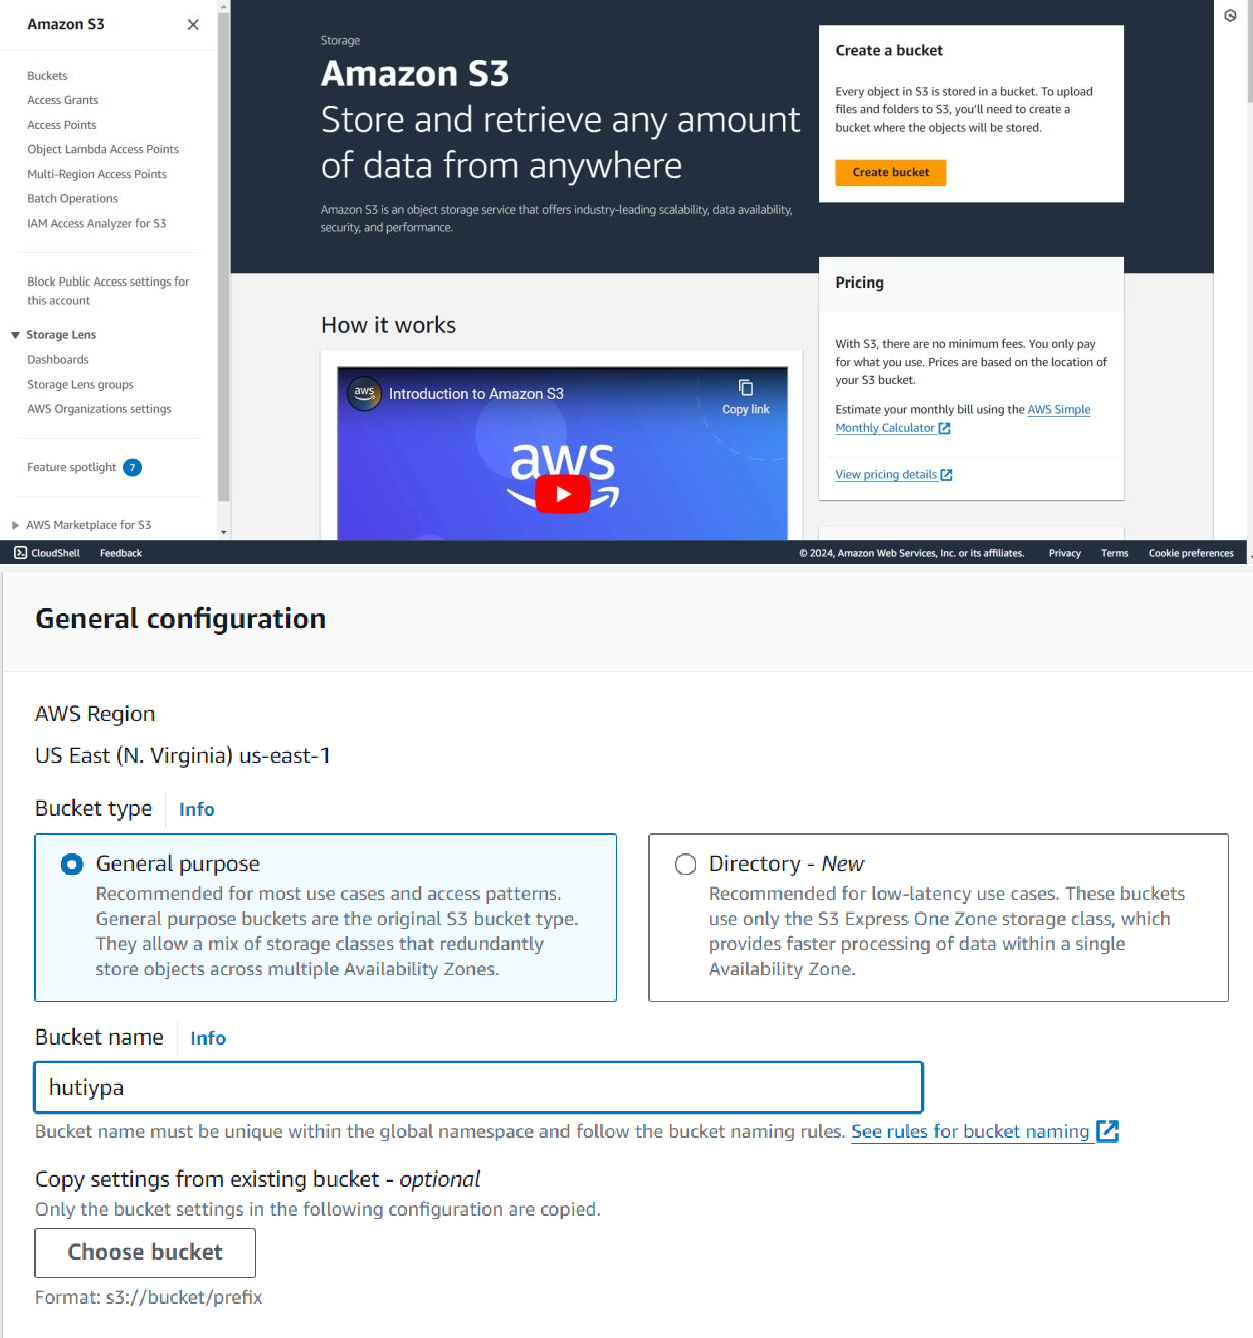 Amazon S3
Buckets
Access Grants
Access Points
Object Lambda Access Points
Multi-Region Access Points
Batch Operations
IAM Access Analyzer for S3
Block Public Access settings for
this account
Storage Lens
Dashboards
Storage Lens groups
AWS Organizations settings
Feature spotlight 7
AWS Marketplace for S3
Storage
Amazon S3
Store and retrieve any amount
of data from anywhere
Amazon S3 is an object storage service that offers industry-leading scalability, data availability,
security, and performance.
Create a bucket
Every object in S3 is stored in a bucket. To upload
files and folders to S3, you'll need to create a
bucket where the objects will be stored.
Create bucket
How it works
aws
Introduction to Amazon S3
Copy link
aws
Pricing
With S3, there are no minimum fees. You only pay
for what you use. Prices are based on the location of
your S3 bucket.
Estimate your monthly bill using the AWS Simple
Monthly Calculator
View pricing details
CloudShell Feedback
© 2024, Amazon Web Services, Inc. or its affiliates. Privacy Terms Cookie preferences
General configuration
AWS Region
US East (N. Virginia) us-east-1
Bucket type Info
General purpose
Recommended for most use cases and access patterns.
General purpose buckets are the original S3 bucket type.
They allow a mix of storage classes that redundantly
store objects across multiple Availability Zones.
Directory - New
Recommended for low-latency use cases. These buckets
use only the S3 Express One Zone storage class, which
provides faster processing of data within a single
Availability Zone.
Bucket name Info
hutiypa
Bucket name must be unique within the global namespace and follow the bucket naming rules. See rules for bucket naming
Copy settings from existing bucket - optional
Only the bucket settings in the following configuration are copied.
Choose bucket
Format: s3://bucket/prefix